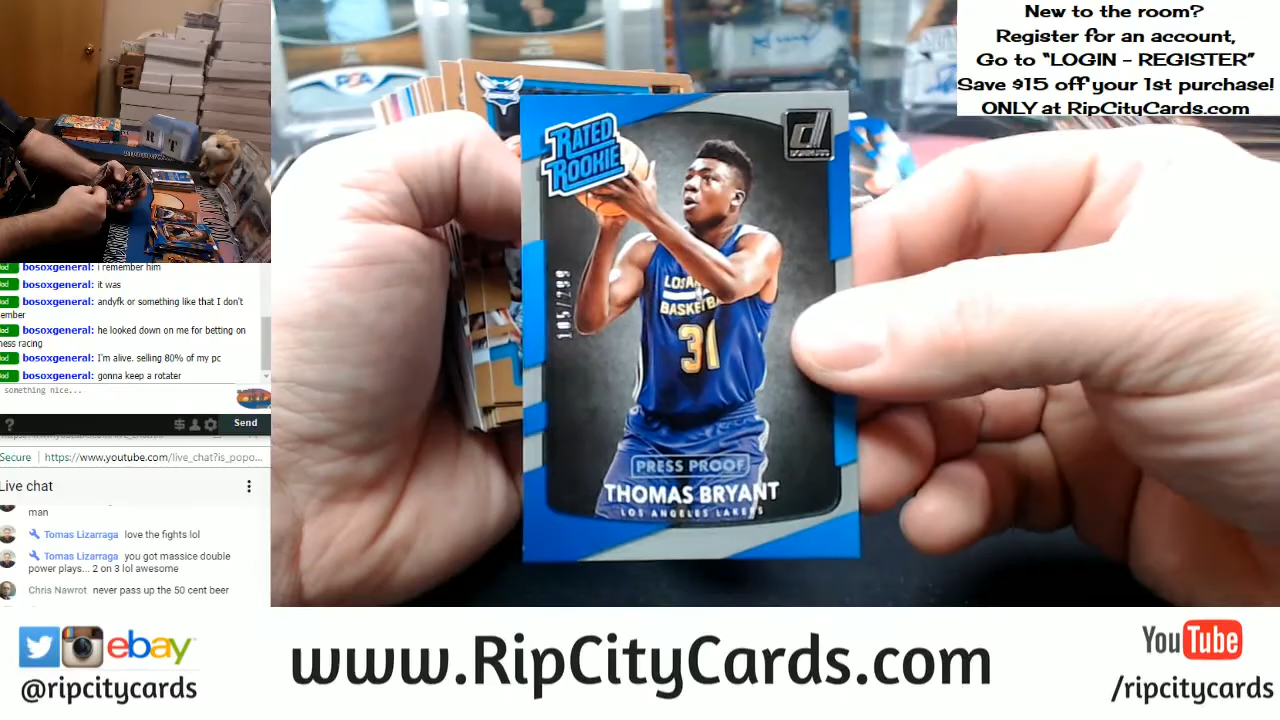 New to the room?
Register for an account,
Go to "LOGIN - REGISTER"
Save $15 off your 1st purchase!
ONLY at RipCityCards.com
PSA
RATED
ROOKIE
DONRUSS
105/299
LOS AN
BASKETBA
31
PRESS PROOF
THOMAS BRYANT
LOS ANGELES LAKERS
R
T
bosoxgeneral: i remember him
bosoxgeneral: it was
bosoxgeneral: andyfk or something like that I don't
ember
bosoxgeneral: he looked down on me for betting on
ness racing
bosoxgeneral: I'm alive. selling 80% of my pc
bosoxgeneral: gonna keep a rotater
something nice...
? $ Send
Secure https://www.youtube.com/live_chat?is_popo...
Live chat
man
Tomas Lizarraga love the fights lol
Tomas Lizarraga you got massice double
power plays... 2 on 3 lol awesome
Chris Nawrot never pass up the 50 cent beer
ebay
@ripcitycards
www.RipCityCards.com
YouTube
/ripcitycards